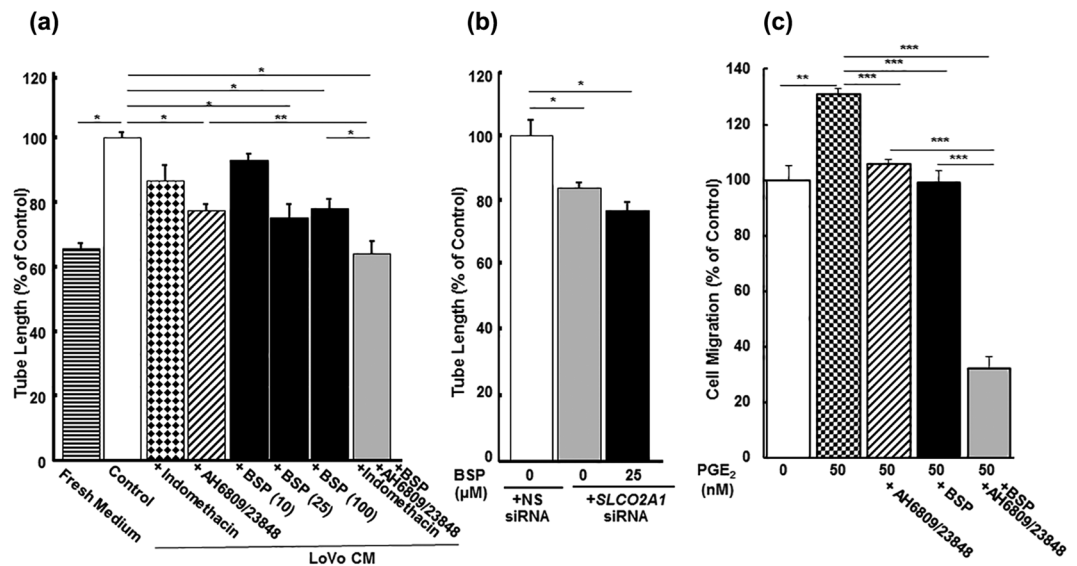 (a)
Tube Length (% of Control)
120
100
80
60
40
20
0
*
*
*
*
*
*
**
*
Fresh Medium
Control
+ Indomethacin
+ AH6809/23848
+ BSP (10)
+ BSP (25)
+ BSP (100)
+BSP
+AH6809/23848
+Indomethacin
LoVo CM
(b)
Tube Length (% of Control)
120
100
80
60
40
80
20
0
*
*
BSP
(µM)
0
0
25
+NS
siRNA
+SLCO2A1
siRNA
(c)
Cell Migration (% of Control)
140
120
100
80
60
40
20
0
***
***
**
***
***
***
PGE2
(nM)
0
50
50
50
50
+ AH6809/23848
+ BSP
+BSP
+AH6809/23848